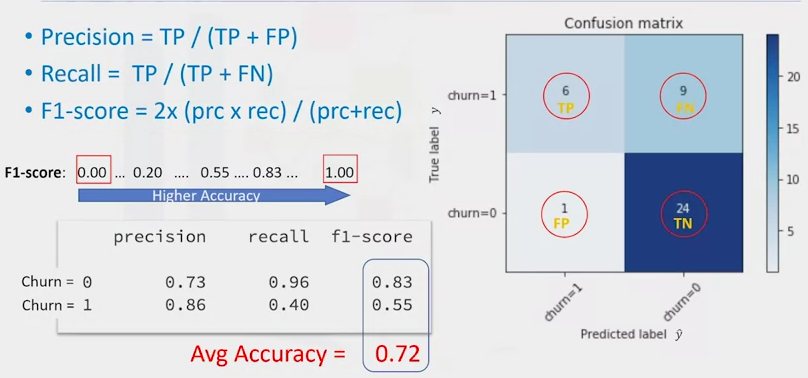 • Precision = TP / (TP + FP)
• Recall = TP / (TP + FN)
• F1-score = 2x (prc x rec) / (prc+rec)
F1-score: 0.00 ... 0.20 .... 0.55 .... 0.83 ... 1.00
Higher Accuracy
precision recall f1-score
Churn = 0 0.73 0.96 0.83
Churn = 1 0.86 0.40 0.55
Avg Accuracy = 0.72
Confusion matrix
True label y
churn=1
churn=0
6
TP
9
FN
1
FP
24
TN
churn=1
churn=0
Predicted label ŷ
20
15
10
5